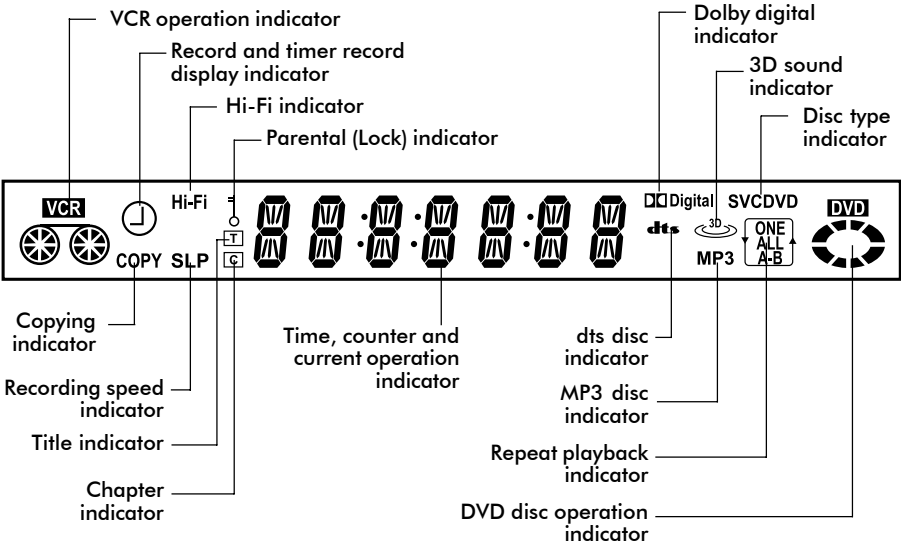 VCR operation indicator
Record and timer record
display indicator
Hi-Fi indicator
Parental (Lock) indicator
Dolby digital
indicator
3D sound
indicator
Disc type
indicator
VCR
Hi-Fi
T
C
COPY SLP
Digital
dts
3D
MP3
SVCDVD
ONE
ALL
A-B
DVD
Copying
indicator
Recording speed
indicator
Title indicator
Chapter
indicator
Time, counter and
current operation
indicator
dts disc
indicator
MP3 disc
indicator
Repeat playback
indicator
DVD disc operation
indicator